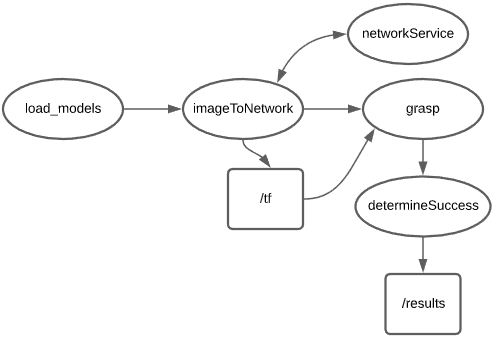 networkService
load_models
imageToNetwork
grasp
/tf
determineSuccess
/results